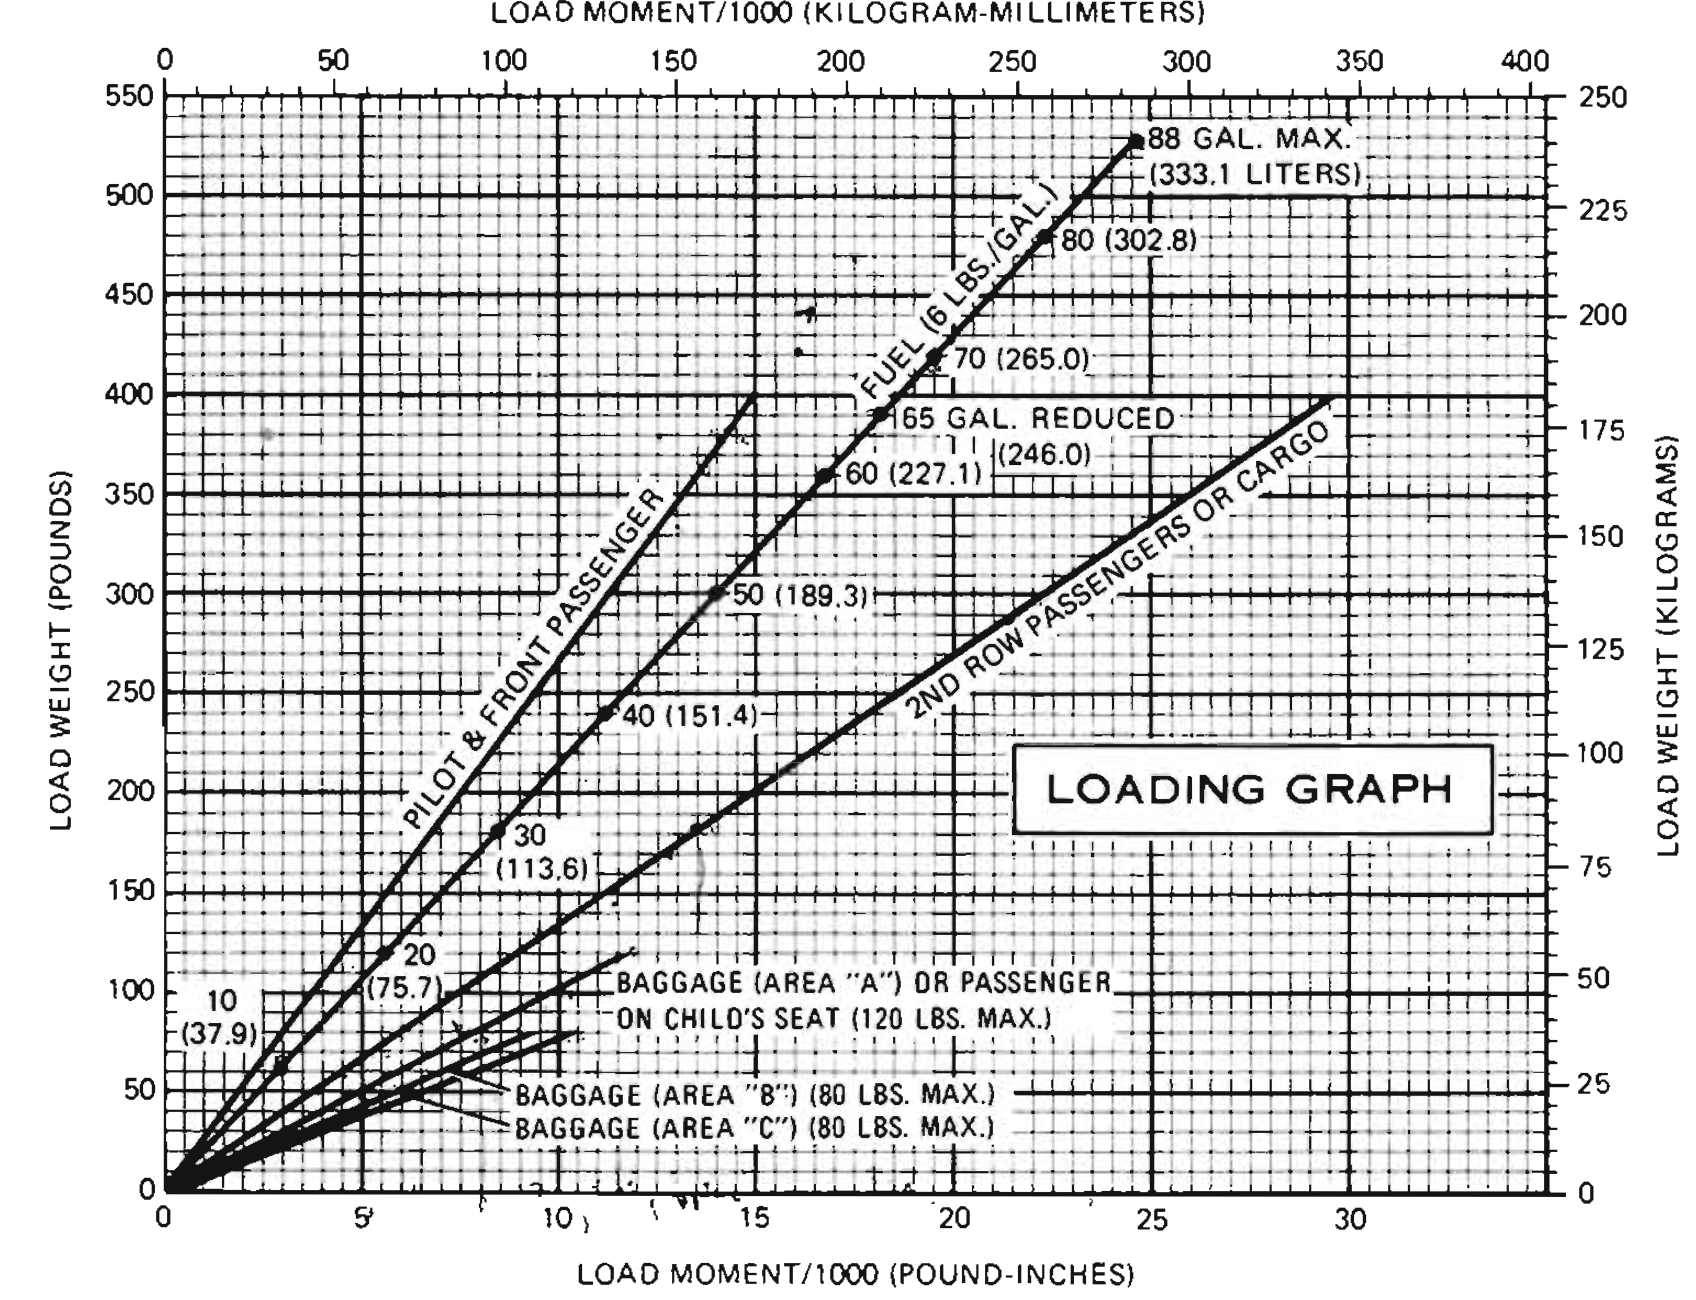 LOAD MOMENT/1000 (KILOGRAM-MILLIMETERS)
0 50 100 150 200 250 300 350 400
550 250
88 GAL. MAX.
(333.1 LITERS)
500
225
80 (302.8)
FUEL (6 LBS./GAL.)
450
200
70 (265.0)
400
65 GAL. REDUCED
(246.0)
175
60 (227.1)
350
150
PILOT & FRONT PASSENGER
2ND ROW PASSENGERS OR CARGO
300
50 (189.3)
125
250
40 (151.4)
100
LOADING GRAPH
200
30
(113.6)
75
150
20
(75.7)
50
100
10
(37.9)
BAGGAGE (AREA "A") OR PASSENGER
ON CHILD'S SEAT (120 LBS. MAX.)
50
25
BAGGAGE (AREA "B") (80 LBS. MAX.)
BAGGAGE (AREA "C") (80 LBS. MAX.)
0 0
0 5 10 15 20 25 30
LOAD MOMENT/1000 (POUND-INCHES)
LOAD WEIGHT (POUNDS)
LOAD WEIGHT (KILOGRAMS)